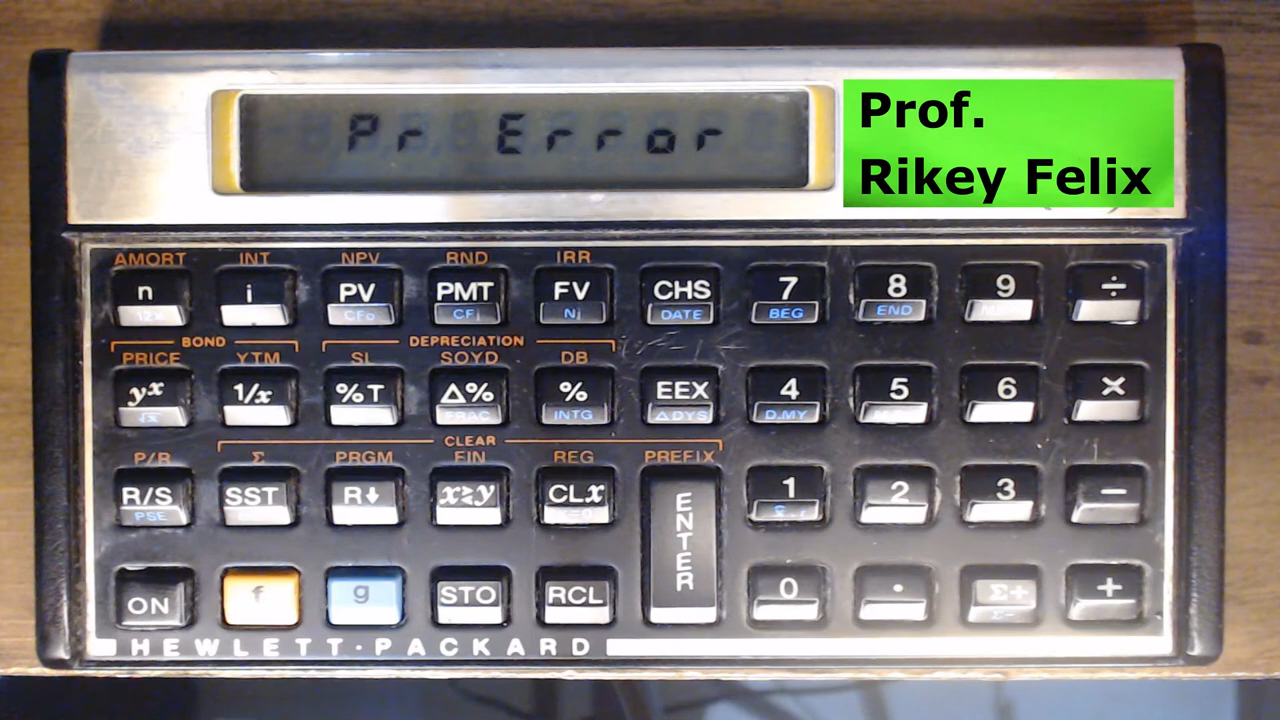 Pr Error
Prof.
Rikey Felix
AMORT INT NPV RND IRR
n i PV PMT FV CHS 7 8 9 ÷
CFo CFj Nj DATE BEG END
BOND DEPRECIATION
PRICE YTM SL SOYD DB
yˣ 1/x %T Δ% % EEX 4 5 6 ×
FRAC INTG ΔDYS D.MY
CLEAR
P/R Σ PRGM FIN REG PREFIX
R/S SST R↓ x≷y CLx ENTER 1 2 3 −
PSE
ON f g STO RCL 0 · Σ+ +
Σ−
HEWLETT·PACKARD